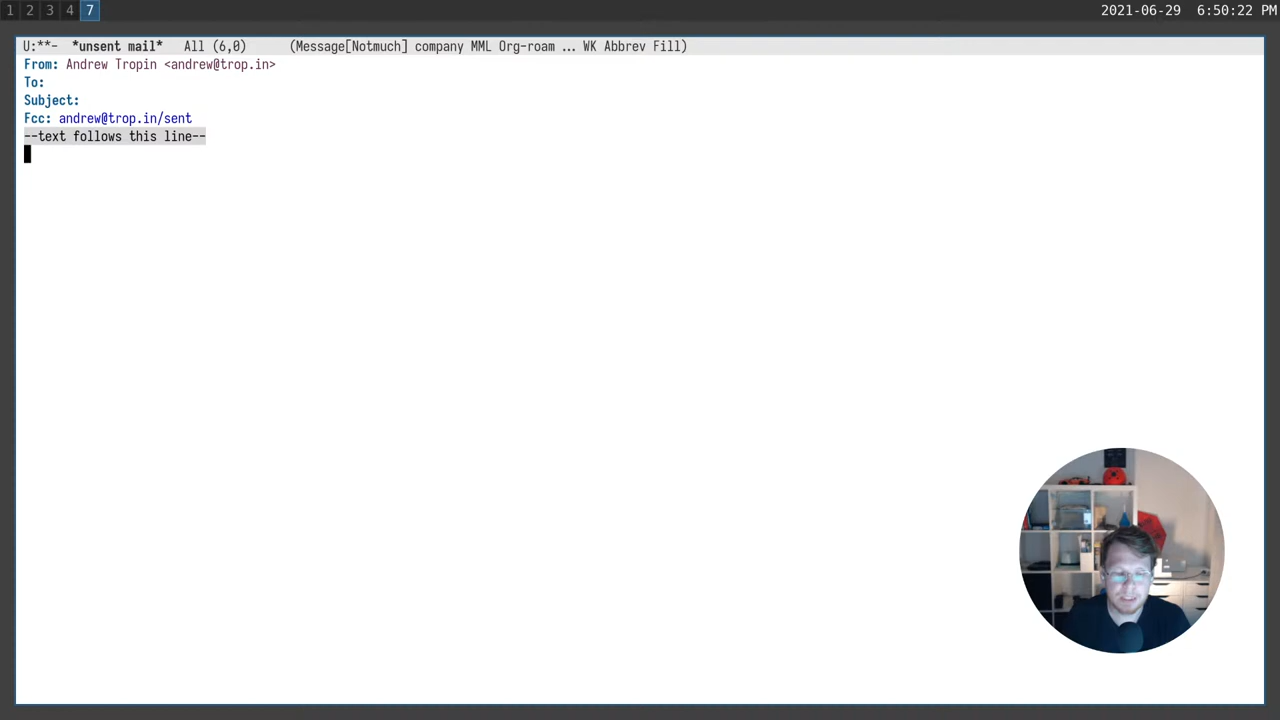 1 2 3 4 7 2021-06-29 6:50:22 PM
U:**- *unsent mail* All (6,0) (Message[Notmuch] company MML Org-roam ... WK Abbrev Fill)
From: Andrew Tropin <andrew@trop.in>
To:
Subject:
Fcc: andrew@trop.in/sent
--text follows this line--